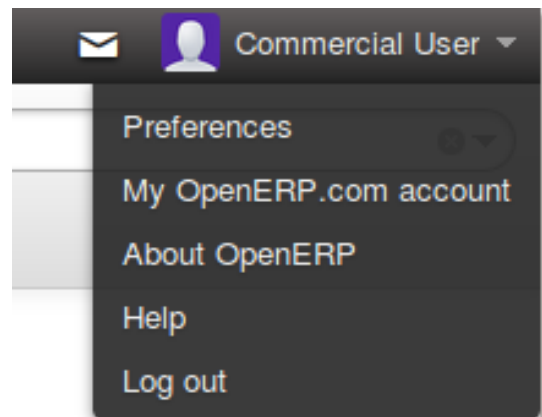 Commercial User
Preferences
My OpenERP.com account
About OpenERP
Help
Log out